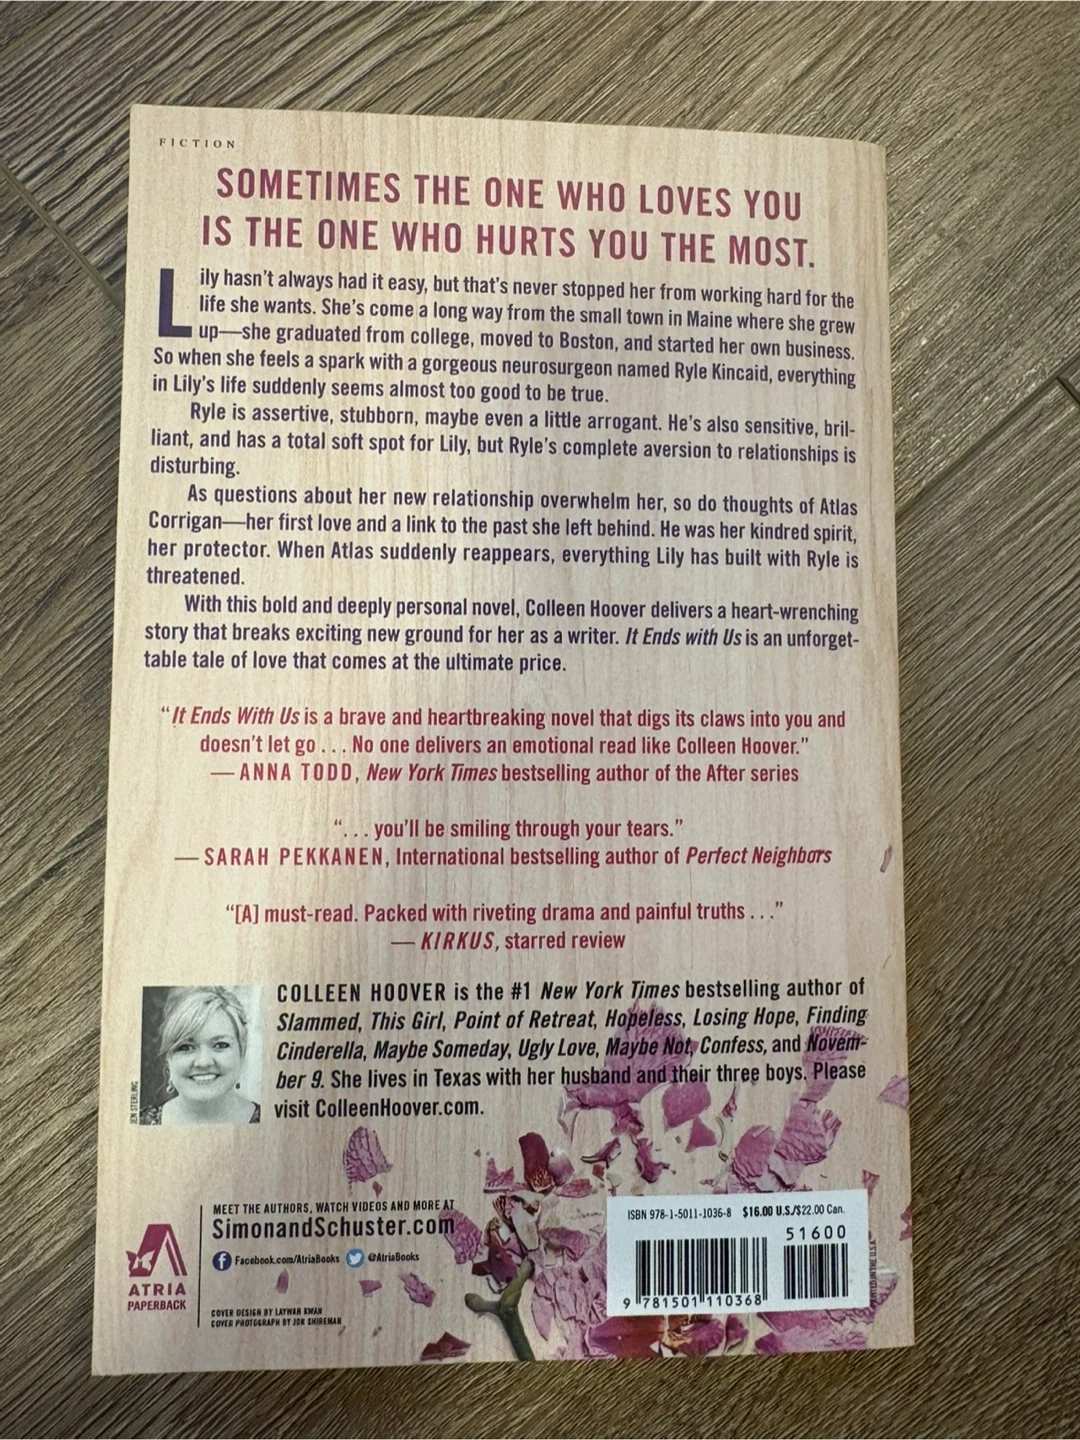 FICTION
SOMETIMES THE ONE WHO LOVES YOU
IS THE ONE WHO HURTS YOU THE MOST.
Lily hasn't always had it easy, but that's never stopped her from working hard for the
life she wants. She's come a long way from the small town in Maine where she grew
up—she graduated from college, moved to Boston, and started her own business.
So when she feels a spark with a gorgeous neurosurgeon named Ryle Kincaid, everything
in Lily's life suddenly seems almost too good to be true.
Ryle is assertive, stubborn, maybe even a little arrogant. He's also sensitive, bril-
liant, and has a total soft spot for Lily, but Ryle's complete aversion to relationships is
disturbing.
As questions about her new relationship overwhelm her, so do thoughts of Atlas
Corrigan—her first love and a link to the past she left behind. He was her kindred spirit,
her protector. When Atlas suddenly reappears, everything Lily has built with Ryle is
threatened.
With this bold and deeply personal novel, Colleen Hoover delivers a heart-wrenching
story that breaks exciting new ground for her as a writer. It Ends with Us is an unforget-
table tale of love that comes at the ultimate price.
"It Ends With Us is a brave and heartbreaking novel that digs its claws into you and
doesn't let go . . . No one delivers an emotional read like Colleen Hoover."
— ANNA TODD, New York Times bestselling author of the After series
". . . you'll be smiling through your tears."
— SARAH PEKKANEN, International bestselling author of Perfect Neighbors
"[A] must-read. Packed with riveting drama and painful truths . . ."
— KIRKUS, starred review
COLLEEN HOOVER is the #1 New York Times bestselling author of
Slammed, This Girl, Point of Retreat, Hopeless, Losing Hope, Finding
Cinderella, Maybe Someday, Ugly Love, Maybe Not, Confess, and Novem-
ber 9. She lives in Texas with her husband and their three boys. Please
visit ColleenHoover.com.
JEN STERLING
MEET THE AUTHORS, WATCH VIDEOS AND MORE AT
SimonandSchuster.com
Facebook.com/AtriaBooks @AtriaBooks
ATRIA
PAPERBACK
COVER DESIGN BY LAYWAN KWAN
COVER PHOTOGRAPH BY JON SHIREMAN
ISBN 978-1-5011-1036-8 $16.00 U.S./$22.00 Can.
51600
9 781501 110368
PRINTED IN THE U.S.A.